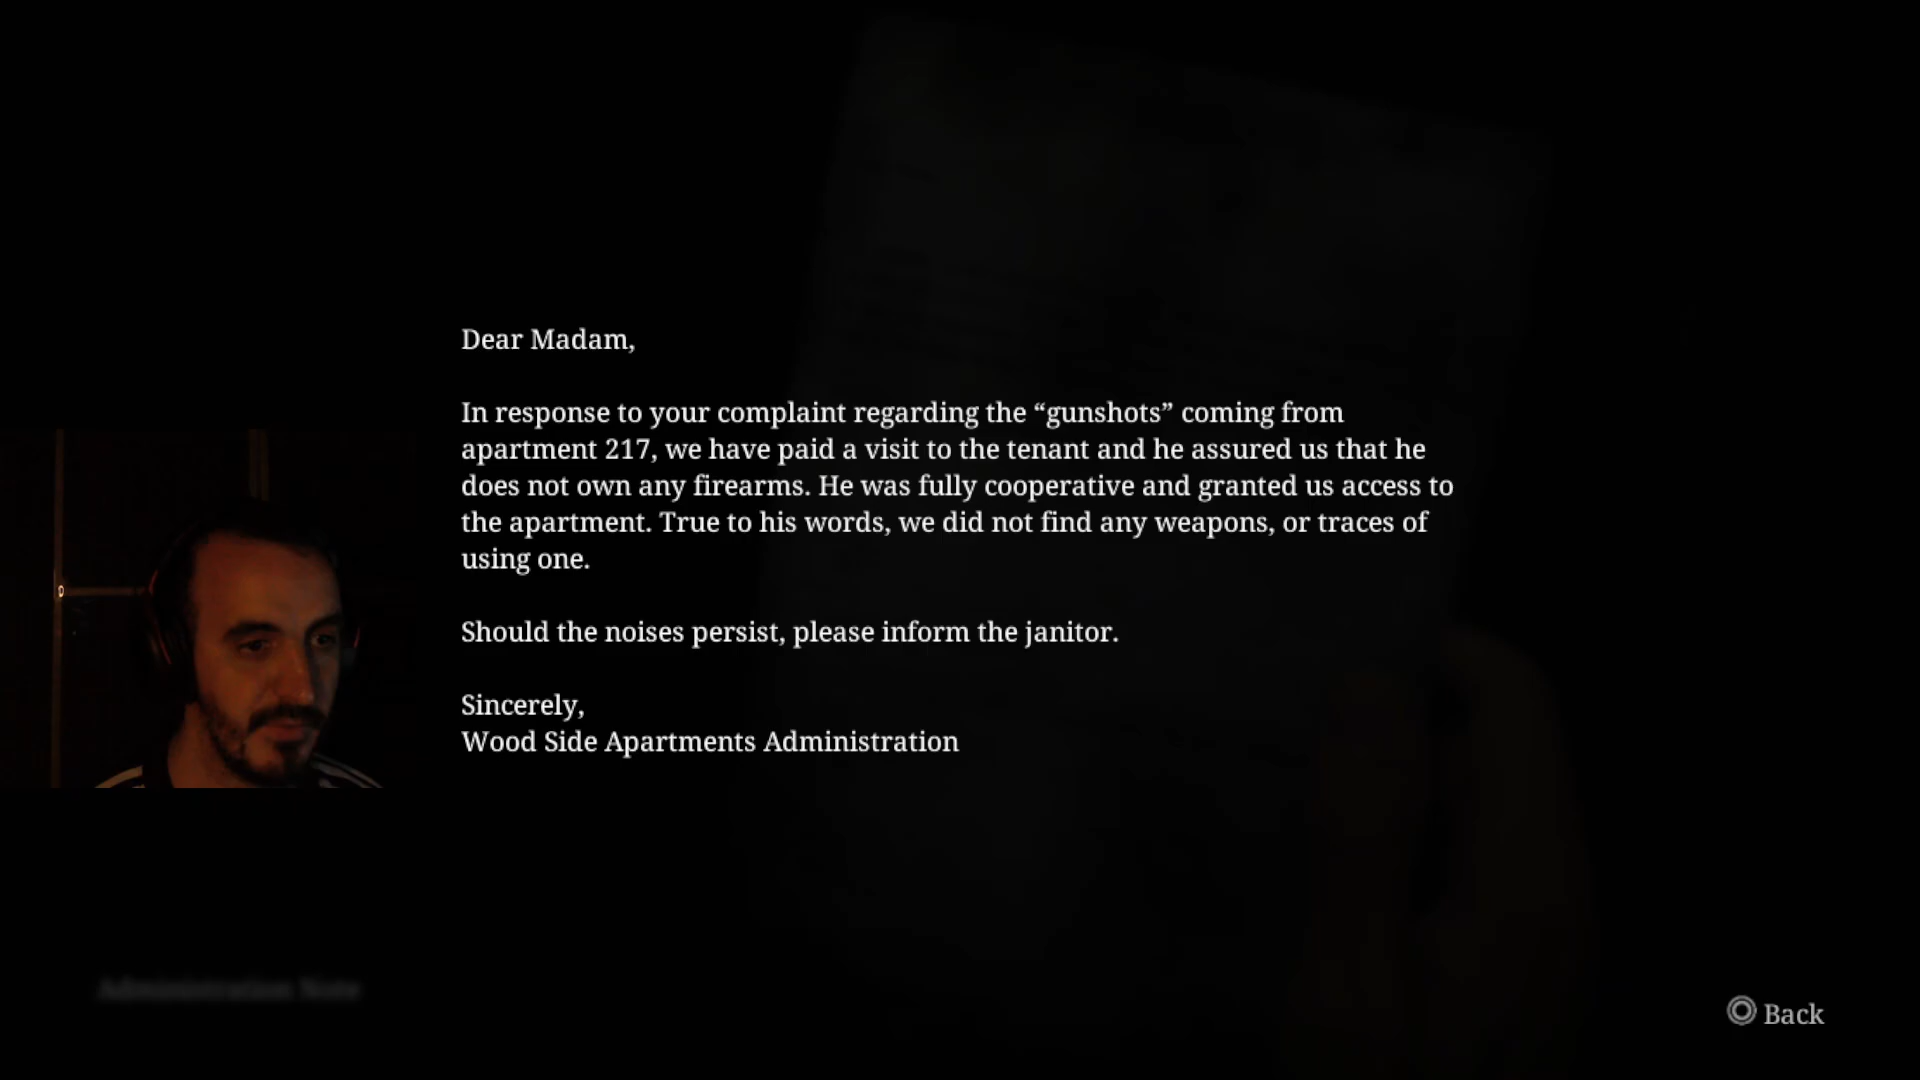 Dear Madam,
In response to your complaint regarding the “gunshots” coming from
apartment 217, we have paid a visit to the tenant and he assured us that he
does not own any firearms. He was fully cooperative and granted us access to
the apartment. True to his words, we did not find any weapons, or traces of
using one.
Should the noises persist, please inform the janitor.
Sincerely,
Wood Side Apartments Administration
Administration Note
Back